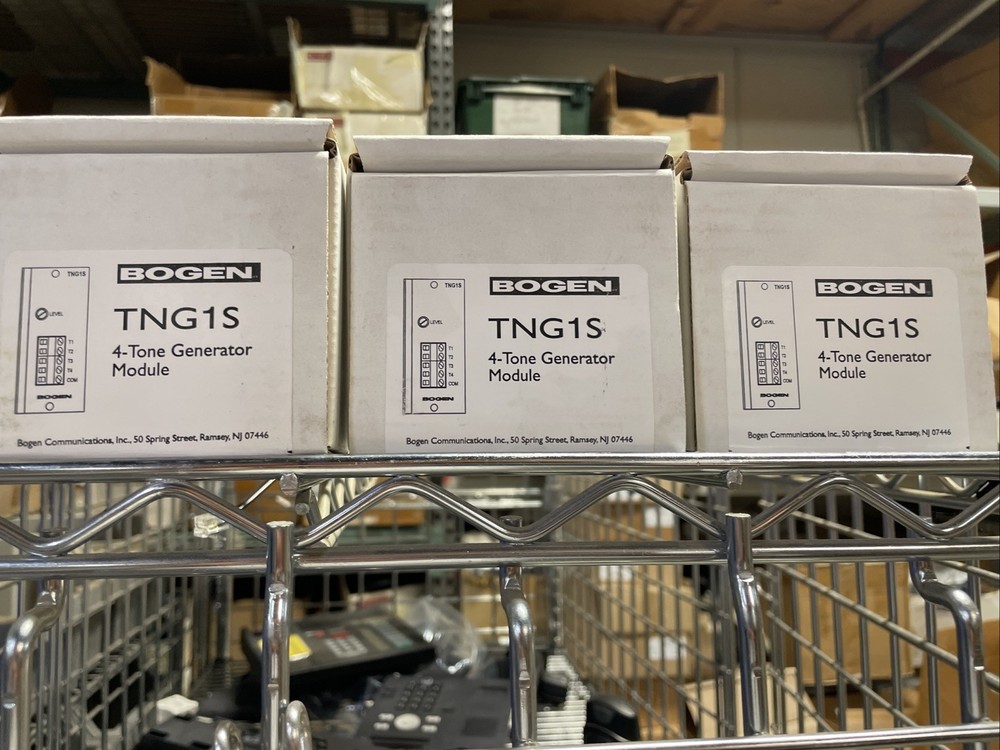 TNG1S
LEVEL
T1
T2
T3
T4
COM
BOGEN
BOGEN
TNG1S
4-Tone Generator
Module
Bogen Communications, Inc., 50 Spring Street, Ramsey, NJ 07446
TNG1S
LEVEL
T1
T2
T3
T4
COM
BOGEN
BOGEN
TNG1S
4-Tone Generator
Module
Bogen Communications, Inc., 50 Spring Street, Ramsey, NJ 07446
TNG1S
LEVEL
T1
T2
T3
T4
COM
BOGEN
BOGEN
TNG1S
4-Tone Generator
Module
Bogen Communications, Inc., 50 Spring Street, Ramsey, NJ 07446